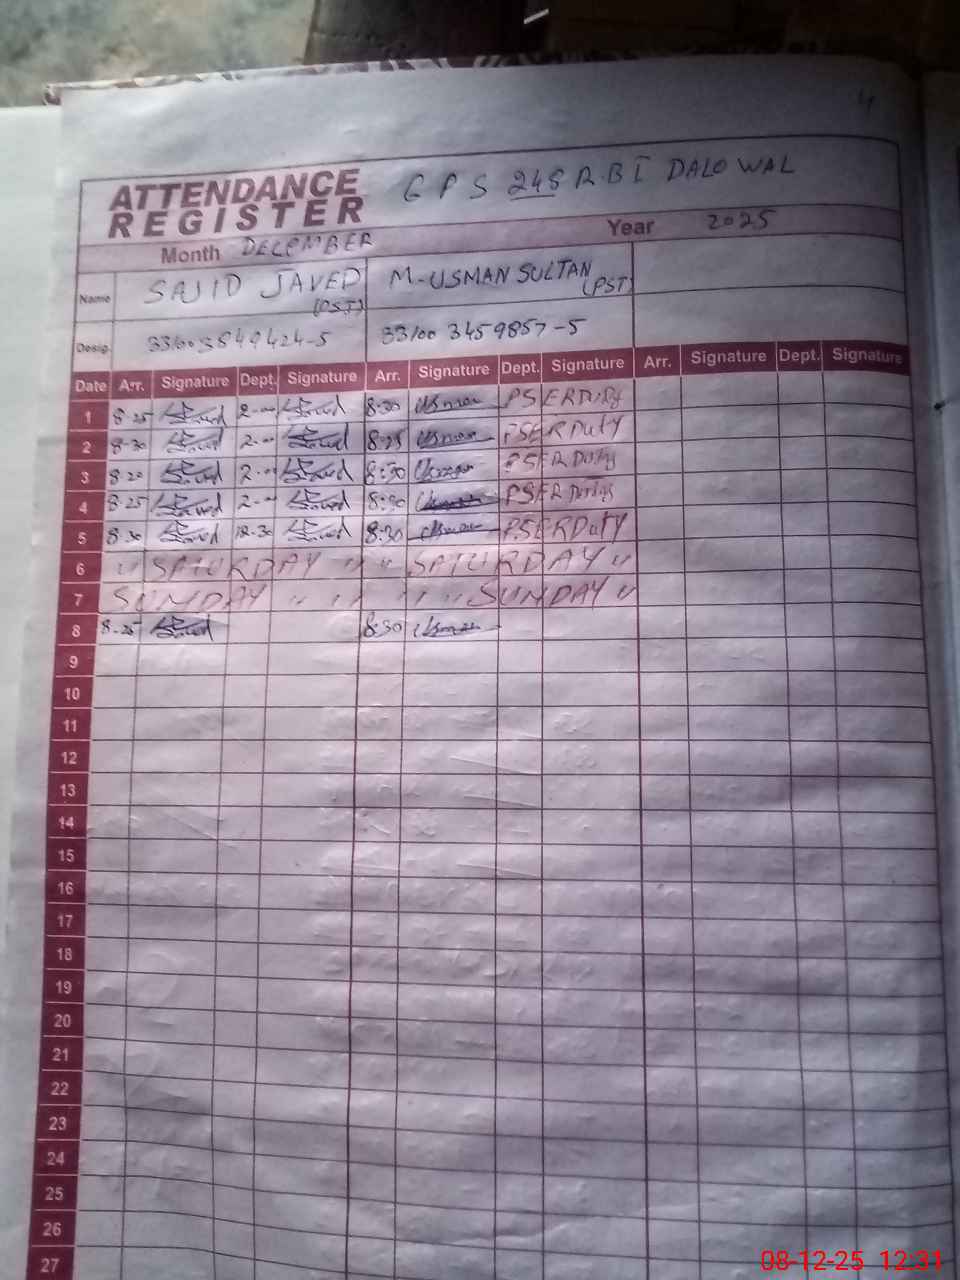 4
ATTENDANCE REGISTER GPS 248 R.B I DALOWAL
Month DECEMBER Year 2025
Name SAJID JAVED (PST) M-USMAN SULTAN (PST)
Desig. 33100 3849424-5 33100 3459857-5
Date Arr. Signature Dept. Signature Arr. Signature Dept. Signature Arr. Signature Dept. Signature
1 8-25 2-00 8:30 Usman PSER Duty
2 8-30 2-00 8:25 Usman PSER Duty
3 8-20 2-00 8:30 Usman PSER Duty
4 8-25 2-00 8:30 Usman PSER Duty
5 8-30 12-30 8:30 Usman PSER Duty
6 " SATURDAY " " SATURDAY "
7 SUNDAY " " " " " SUNDAY "
8 8-25 8:30 Usman
9
10
11
12
13
14
15
16
17
18
19
20
21
22
23
24
25
26
27
08-12-25 12:31